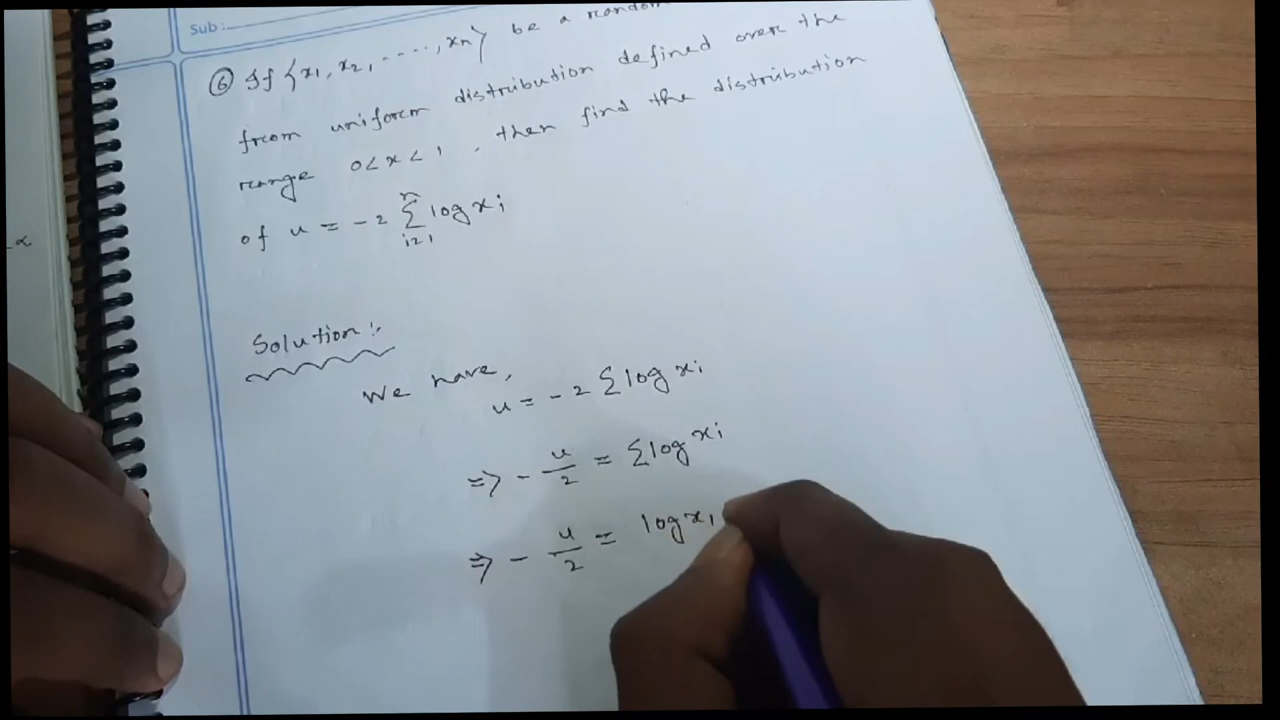 Sub:
⑥ If {x1, x2, ----, xn} be a random
from uniform distribution defined over the
range 0<x<1, then find the distribution
of u = -2 Σ log xi
n
i=1
Solution :-
We have,
u = -2 Σ log xi
⇒ - u/2 = Σ log xi
⇒ - u/2 = log x1
α